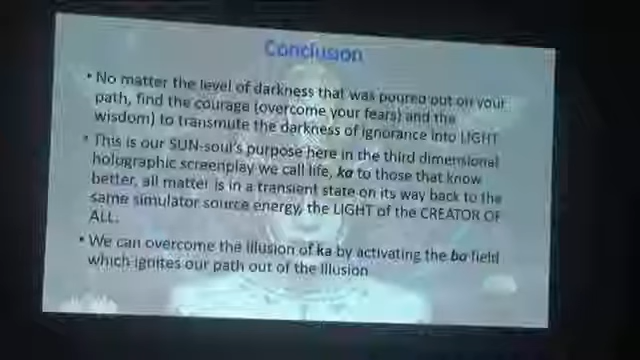 Conclusion
• No matter the level of darkness that was poured out on your
path, find the courage (overcome your fears) and the
wisdom) to transmute the darkness of ignorance into LIGHT
• This is our SUN-soul's purpose here in the third dimensional
holographic screenplay we call life, ka to those that know
better, all matter is in a transient state on its way back to the
same simulator source energy, the LIGHT of the CREATOR OF
ALL.
• We can overcome the illusion of ka by activating the ba field
which ignites our path out of the illusion